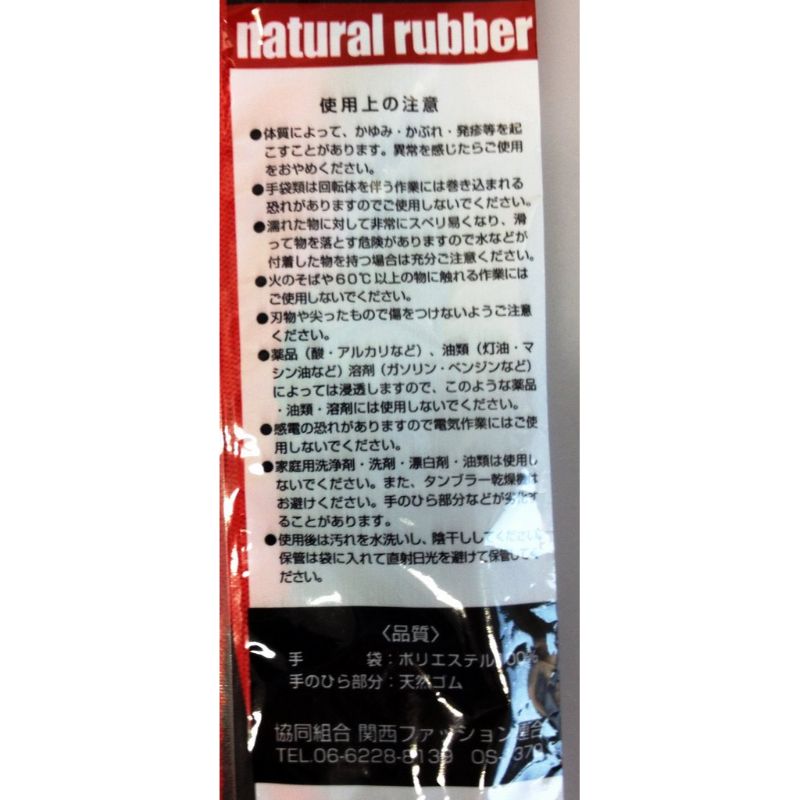 natural rubber
使用上の注意
●体質によって、かゆみ・かぶれ・発疹等を起
こすことがあります。異常を感じたらご使用
をおやめください。
●手袋類は回転体を伴う作業には巻き込まれる
恐れがありますのでご使用しないでください。
●濡れた物に対して非常にスベリ易くなり、滑
って物を落とす危険がありますので水などが
付着した物を持つ場合は充分ご注意ください。
●火のそばや60℃以上の物に触れる作業には
ご使用しないでください。
●刃物や尖ったもので傷をつけないようご注意
ください。
●薬品（酸・アルカリなど）、油類（灯油・マ
シン油など）溶剤（ガソリン・ベンジンなど）
によっては浸透しますので、このような薬品
・油類・溶剤には使用しないでください。
●感電の恐れがありますので電気作業にはご使
用しないでください。
●家庭用洗浄剤・洗剤・漂白剤・油類は使用し
ないでください。また、タンブラー乾燥機は
お避けください。手のひら部分などが劣化す
ることがあります。
●使用後は汚れを水洗いし、陰干ししてください。
保管は袋に入れて直射日光を避けて保管してく
ださい。
〈品質〉
手 袋：ポリエステル100%
手のひら部分：天然ゴム
協同組合 関西ファッション連合
TEL.06-6228-8139